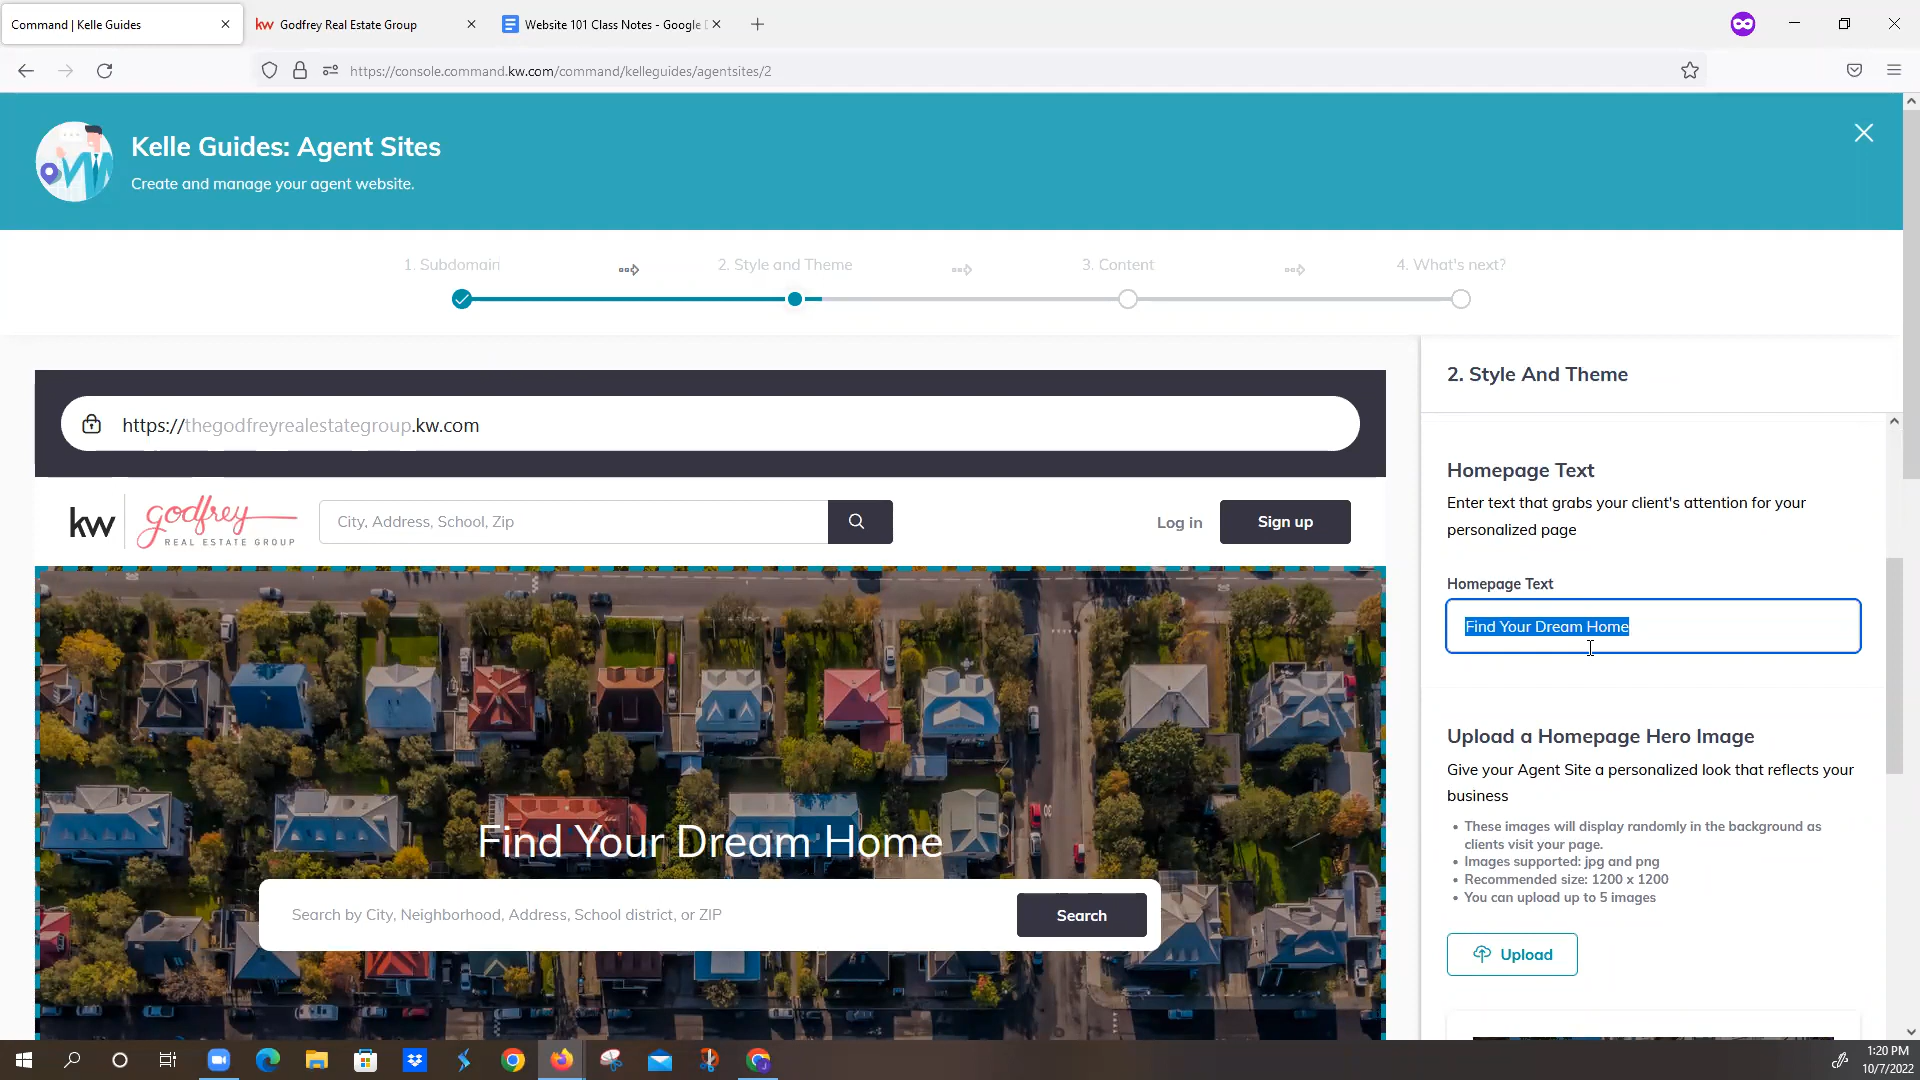 Command | Kelle Guides
kw Godfrey Real Estate Group
Website 101 Class Notes - Google
https://console.command.kw.com/command/kelleguides/agentsites/2
Kelle Guides: Agent Sites
Create and manage your agent website.
1. Subdomain
2. Style and Theme
3. Content
4. What's next?
2. Style And Theme
https://thegodfreyrealestategroup.kw.com
kw
godfrey
REAL ESTATE GROUP
City, Address, School, Zip
Log in
Sign up
Homepage Text
Enter text that grabs your client's attention for your
personalized page
Homepage Text
Find Your Dream Home
Find Your Dream Home
Search by City, Neighborhood, Address, School district, or ZIP
Search
Upload a Homepage Hero Image
Give your Agent Site a personalized look that reflects your
business
• These images will display randomly in the background as
clients visit your page.
• Images supported: jpg and png
• Recommended size: 1200 x 1200
• You can upload up to 5 images
Upload
1:20 PM
10/7/2022